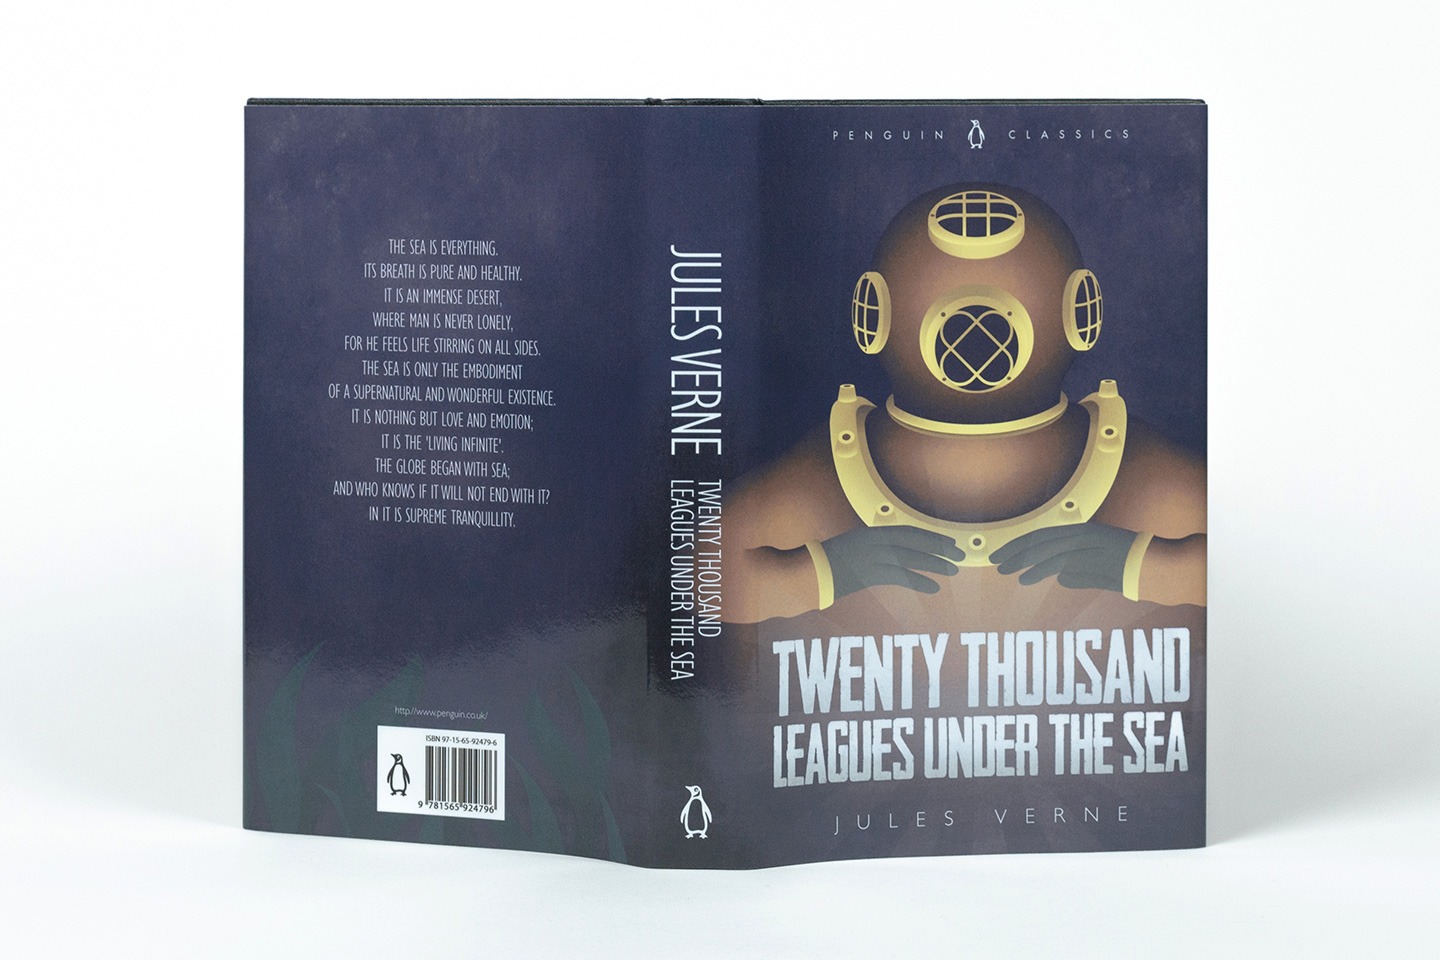 THE SEA IS EVERYTHING.
ITS BREATH IS PURE AND HEALTHY.
IT IS AN IMMENSE DESERT,
WHERE MAN IS NEVER LONELY,
FOR HE FEELS LIFE STIRRING ON ALL SIDES.
THE SEA IS ONLY THE EMBODIMENT
OF A SUPERNATURAL AND WONDERFUL EXISTENCE.
IT IS NOTHING BUT LOVE AND EMOTION;
IT IS THE 'LIVING INFINITE'.
THE GLOBE BEGAN WITH SEA;
AND WHO KNOWS IF IT WILL NOT END WITH IT?
IN IT IS SUPREME TRANQUILLITY.
http://www.penguin.co.uk/
ISBN 97-15-65-92479-6
9 781565 924796
JULES VERNE
TWENTY THOUSAND
LEAGUES UNDER THE SEA
PENGUIN CLASSICS
TWENTY THOUSAND
LEAGUES UNDER THE SEA
JULES VERNE